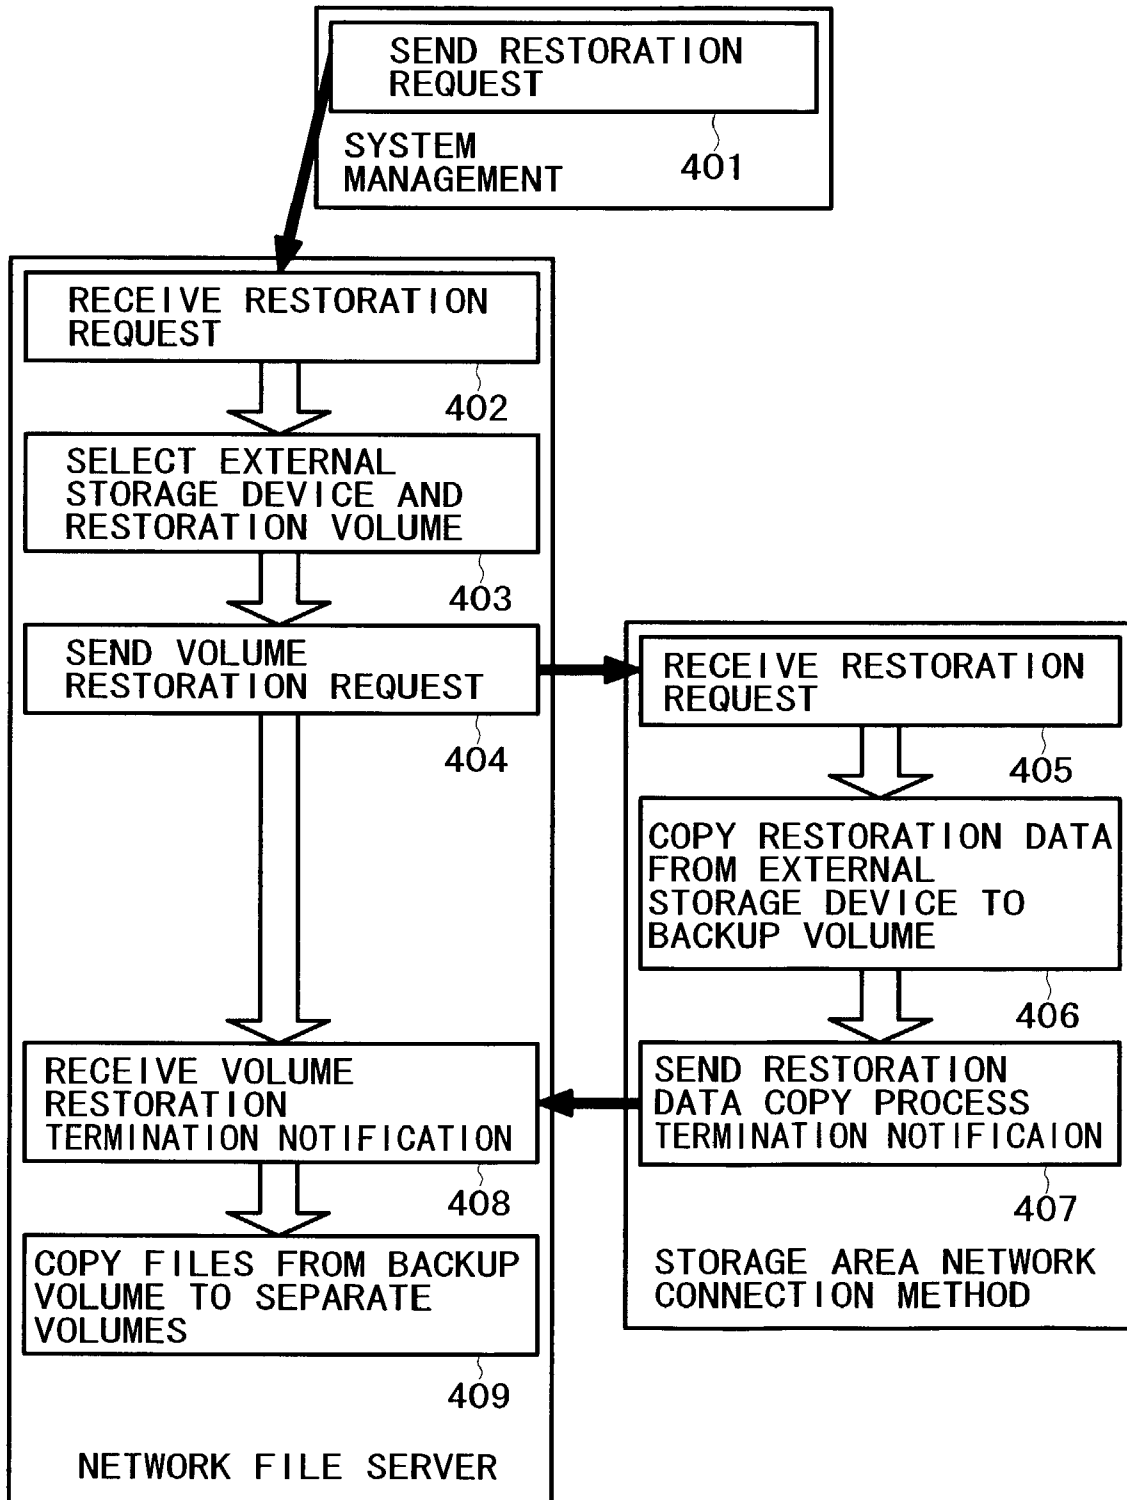 SEND RESTORATION
REQUEST
401
SYSTEM
MANAGEMENT
RECEIVE RESTORATION
REQUEST
402
SELECT EXTERNAL
STORAGE DEVICE AND
RESTORATION VOLUME
403
SEND VOLUME
RESTORATION REQUEST
404
RECEIVE RESTORATION
REQUEST
405
COPY RESTORATION DATA
FROM EXTERNAL
STORAGE DEVICE TO
BACKUP VOLUME
406
SEND RESTORATION
DATA COPY PROCESS
TERMINATION NOTIFICAION
407
STORAGE AREA NETWORK
CONNECTION METHOD
RECEIVE VOLUME
RESTORATION
TERMINATION NOTIFICATION
408
COPY FILES FROM BACKUP
VOLUME TO SEPARATE
VOLUMES
409
NETWORK FILE SERVER